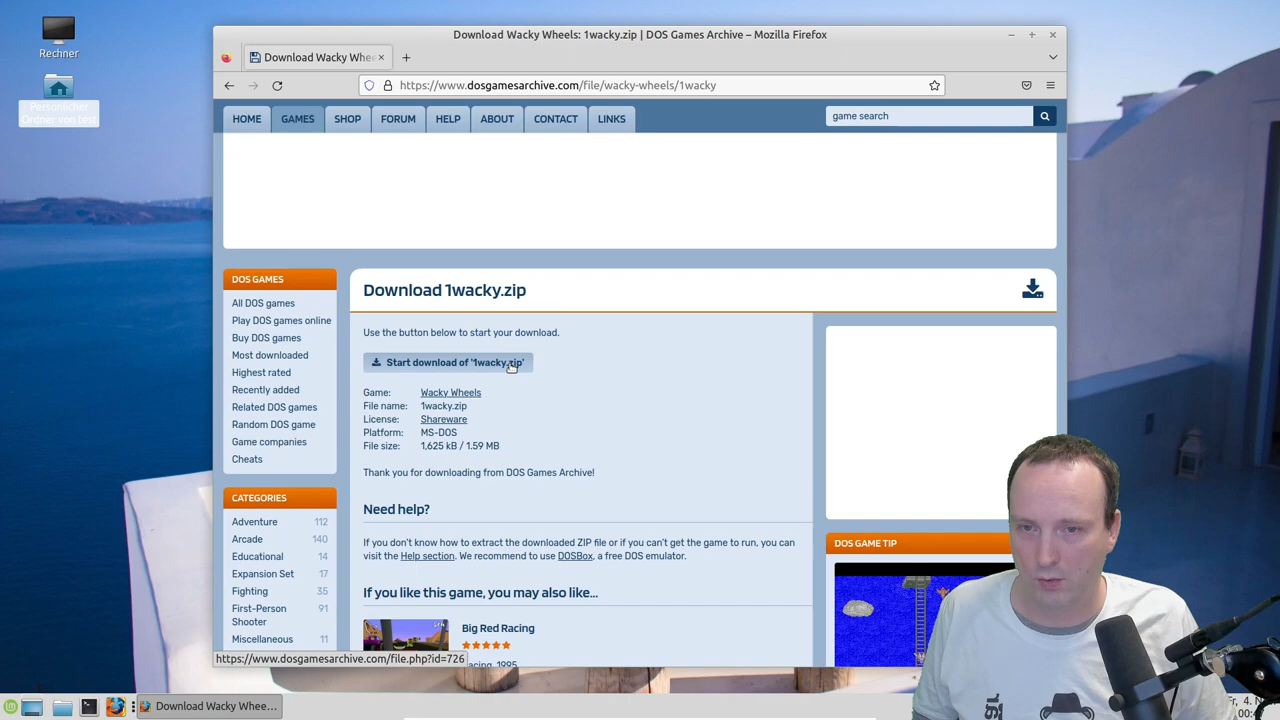 Rechner
Persönlicher
Ordner von test
Download Wacky Wheels: 1wacky.zip | DOS Games Archive – Mozilla Firefox
Download Wacky Whee
https://www.dosgamesarchive.com/file/wacky-wheels/1wacky
HOME
GAMES
SHOP
FORUM
HELP
ABOUT
CONTACT
LINKS
game search
DOS GAMES
All DOS games
Play DOS games online
Buy DOS games
Most downloaded
Highest rated
Recently added
Related DOS games
Random DOS game
Game companies
Cheats
CATEGORIES
Adventure 112
Arcade 140
Educational 14
Expansion Set 17
Fighting 35
First-Person
Shooter 91
Miscellaneous 11
Download 1wacky.zip
Use the button below to start your download.
Start download of '1wacky.zip'
Game: Wacky Wheels
File name: 1wacky.zip
License: Shareware
Platform: MS-DOS
File size: 1,625 kB / 1.59 MB
Thank you for downloading from DOS Games Archive!
Need help?
If you don't know how to extract the downloaded ZIP file or if you can't get the game to run, you can
visit the Help section. We recommend to use DOSBox, a free DOS emulator.
If you like this game, you may also like...
Big Red Racing
Racing, 1995
DOS GAME TIP
https://www.dosgamesarchive.com/file.php?id=726
Download Wacky Whee...
Fr, 4. N